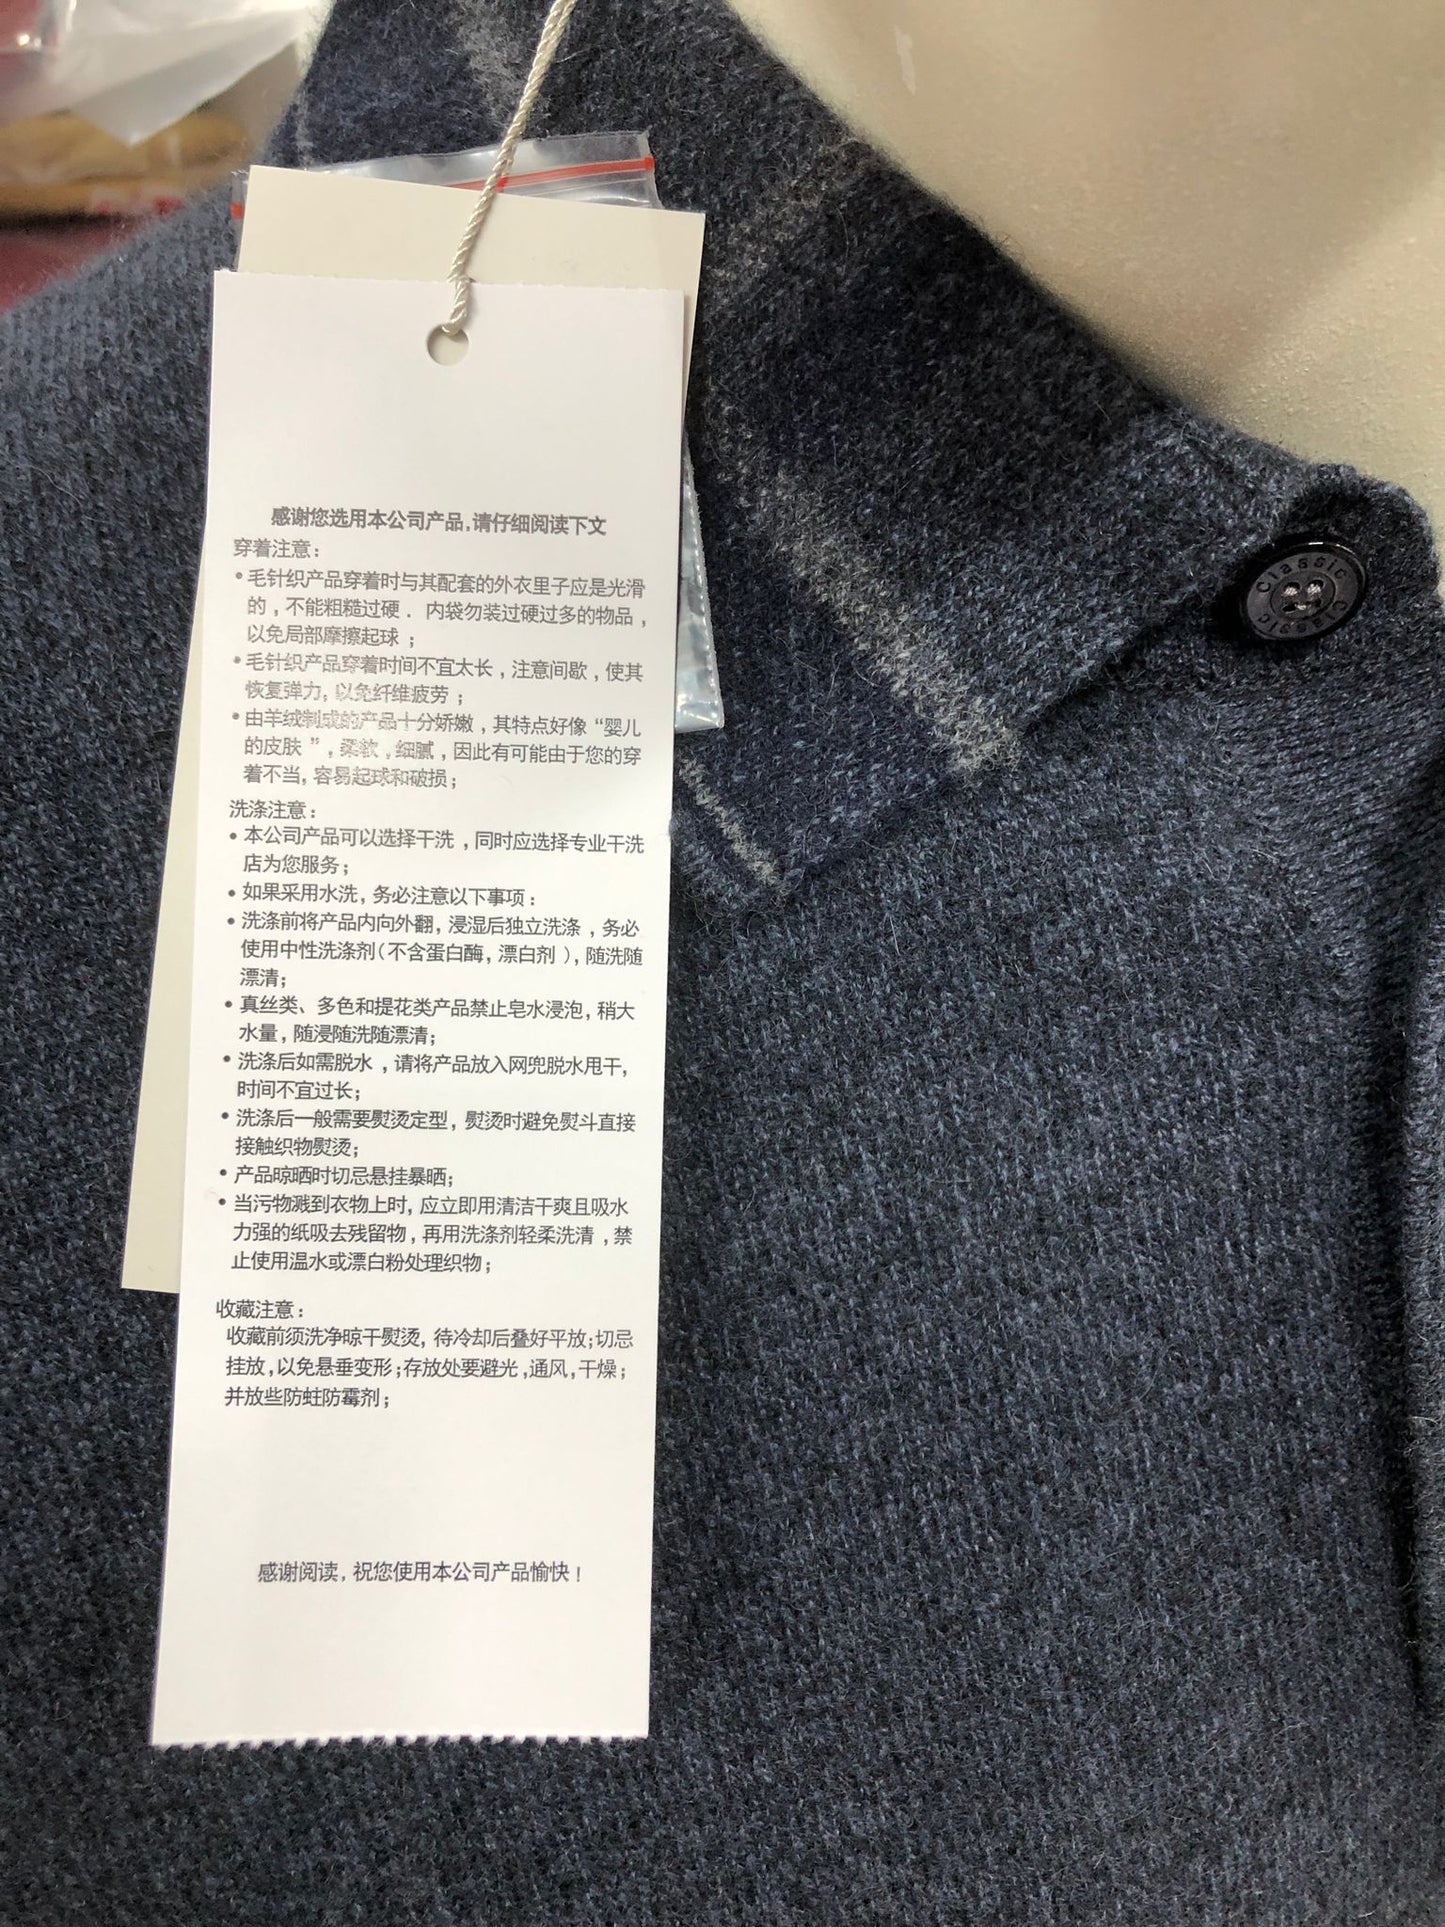 感谢您选用本公司产品,请仔细阅读下文
穿着注意:
•毛针织产品穿着时与其配套的外衣里子应是光滑
的，不能粗糙过硬．内袋勿装过硬过多的物品，
以免局部摩擦起球；
•毛针织产品穿着时间不宜太长，注意间歇，使其
恢复弹力, 以免纤维疲劳；
•由羊绒制成的产品十分娇嫩，其特点好像“婴儿
的皮肤”，柔软，细腻，因此有可能由于您的穿
着不当, 容易起球和破损；
洗涤注意:
•本公司产品可以选择干洗，同时应选择专业干洗
店为您服务；
•如果采用水洗，务必注意以下事项:
•洗涤前将产品内向外翻, 浸湿后独立洗涤，务必
使用中性洗涤剂(不含蛋白酶, 漂白剂), 随洗随
漂清；
•真丝类、多色和提花类产品禁止皂水浸泡, 稍大
水量, 随浸随洗随漂清；
•洗涤后如需脱水，请将产品放入网兜脱水甩干,
时间不宜过长；
•洗涤后一般需要熨烫定型, 熨烫时避免熨斗直接
接触织物熨烫；
•产品晾晒时切忌悬挂暴晒；
•当污物溅到衣物上时, 应立即用清洁干爽且吸水
力强的纸吸去残留物, 再用洗涤剂轻柔洗清，禁
止使用温水或漂白粉处理织物；
收藏注意:
收藏前须洗净晾干熨烫, 待冷却后叠好平放;切忌
挂放,以免悬垂变形;存放处要避光,通风,干燥；
并放些防蛀防霉剂；
感谢阅读, 祝您使用本公司产品愉快!
Classic
Classic